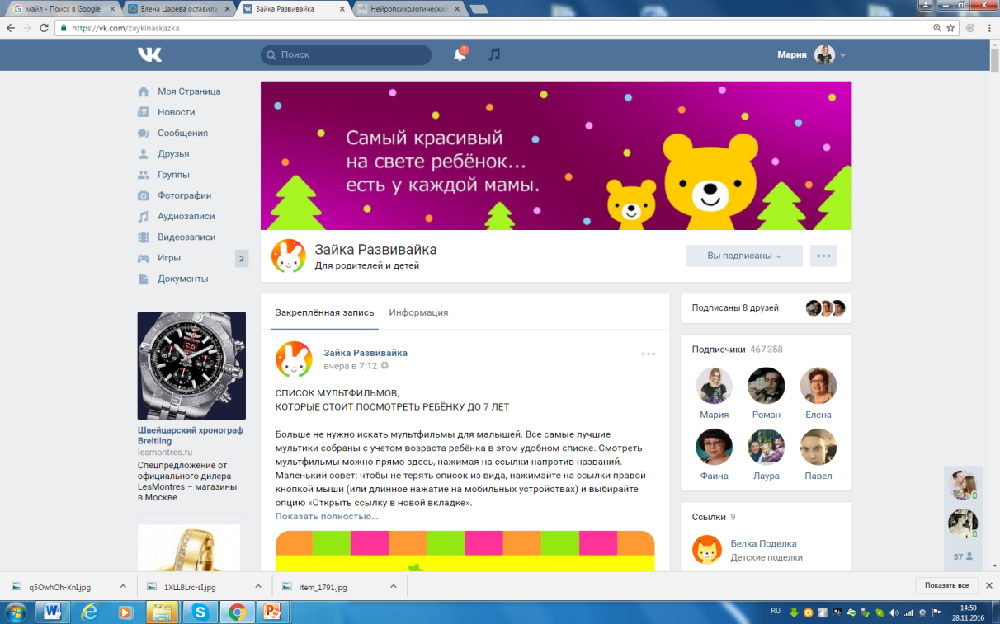 майл - Поиск в Google
Елена Царёва оставила
Зайка Развивайка
Нейропсихологический
https://vk.com/zaykinaskazka
Поиск
1
Мария
Моя Страница
Новости
Сообщения
Друзья
Группы
Фотографии
Аудиозаписи
Видеозаписи
Игры 2
Документы
Самый красивый
на свете ребёнок...
есть у каждой мамы.
Зайка Развивайка
Для родителей и детей
Вы подписаны
Закреплённая запись Информация
Зайка Развивайка
вчера в 7:12
СПИСОК МУЛЬТФИЛЬМОВ,
КОТОРЫЕ СТОИТ ПОСМОТРЕТЬ РЕБЁНКУ ДО 7 ЛЕТ
Больше не нужно искать мультфильмы для малышей. Все самые лучшие
мультики собраны с учетом возраста ребёнка в этом удобном списке. Смотреть
мультфильмы можно прямо здесь, нажимая на ссылки напротив названий.
Маленький совет: чтобы не терять список из вида, нажимайте на ссылки правой
кнопкой мыши (или длинное нажатие на мобильных устройствах) и выбирайте
опцию «Открыть ссылку в новой вкладке».
Показать полностью…
Подписаны 8 друзей
Подписчики 467 358
Мария Роман Елена
Фаина Лаура Павел
Ссылки 9
Белка Поделка
Детские поделки
Швейцарский хронограф
Breitling
lesmontres.ru
Спецпредложение от
официального дилера
LesMontres – магазины
в Москве
37
q5OwhOh-XnI.jpg
1XLLBLrc-sI.jpg
item_1791.jpg
Показать все
RU
14:50
28.11.2016